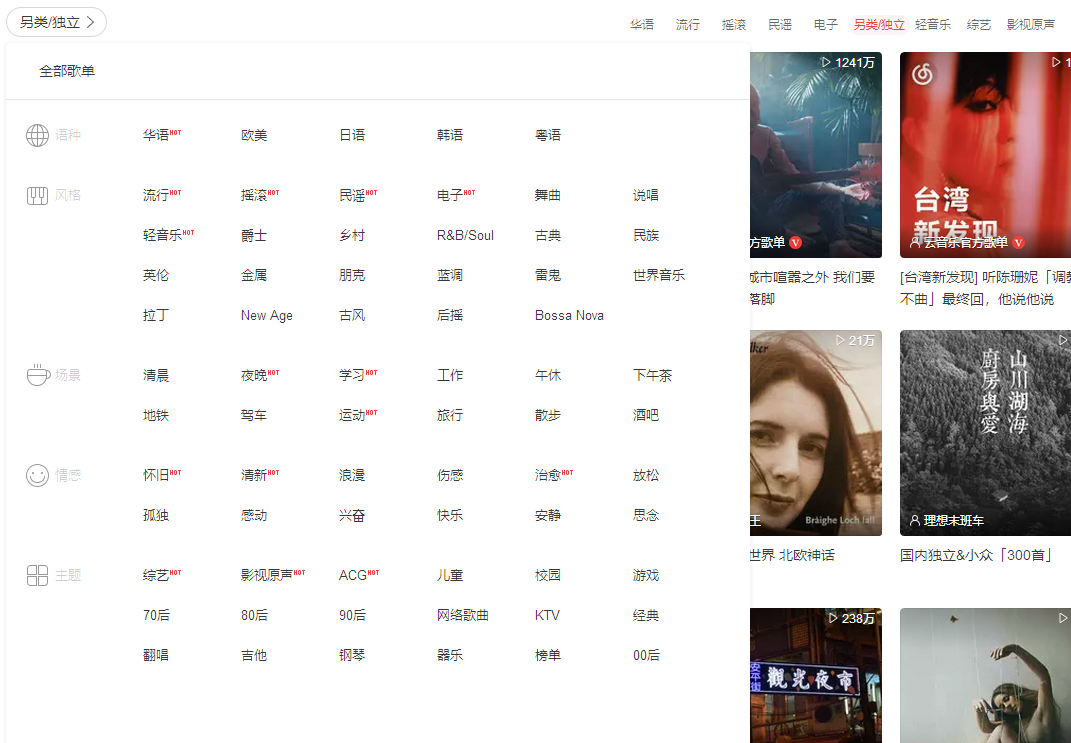 另类/独立
华语 流行 摇滚 民谣 电子 另类/独立 轻音乐 综艺 影视原声
全部歌单
语种 华语HOT 欧美 日语 韩语 粤语
风格 流行HOT 摇滚HOT 民谣HOT 电子HOT 舞曲 说唱
轻音乐HOT 爵士 乡村 R&B/Soul 古典 民族
英伦 金属 朋克 蓝调 雷鬼 世界音乐
拉丁 New Age 古风 后摇 Bossa Nova
场景 清晨 夜晚HOT 学习HOT 工作 午休 下午茶
地铁 驾车 运动HOT 旅行 散步 酒吧
情感 怀旧HOT 清新HOT 浪漫 伤感 治愈HOT 放松
孤独 感动 兴奋 快乐 安静 思念
主题 综艺HOT 影视原声HOT ACGHOT 儿童 校园 游戏
70后 80后 90后 网络歌曲 KTV 经典
翻唱 吉他 钢琴 器乐 榜单 00后
1241万
方歌单
城市喧嚣之外 我们要
落脚
1
台湾
新发现
云音乐官方歌单
[台湾新发现] 听陈珊妮「调教
不曲」最终回，他说他说
21万
lker
王
Bràighe Loch Iall
世界 北欧神话
山川湖海
廚房與愛
理想末班车
国内独立&小众「300首」
238万
安平街
觀光夜市